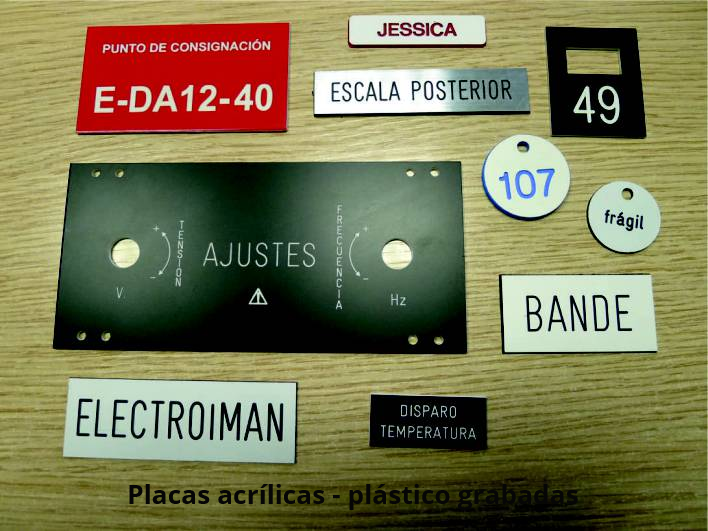 PUNTO DE CONSIGNACIÓN
E-DA12-40
JESSICA
ESCALA POSTERIOR
49
107
frágil
TENSION
AJUSTES
FRECUENCIA
+
-
+
-
V.
Hz
BANDE
ELECTROiMAN
DISPARO
TEMPERATURA
Placas acrílicas - plástico grabadas